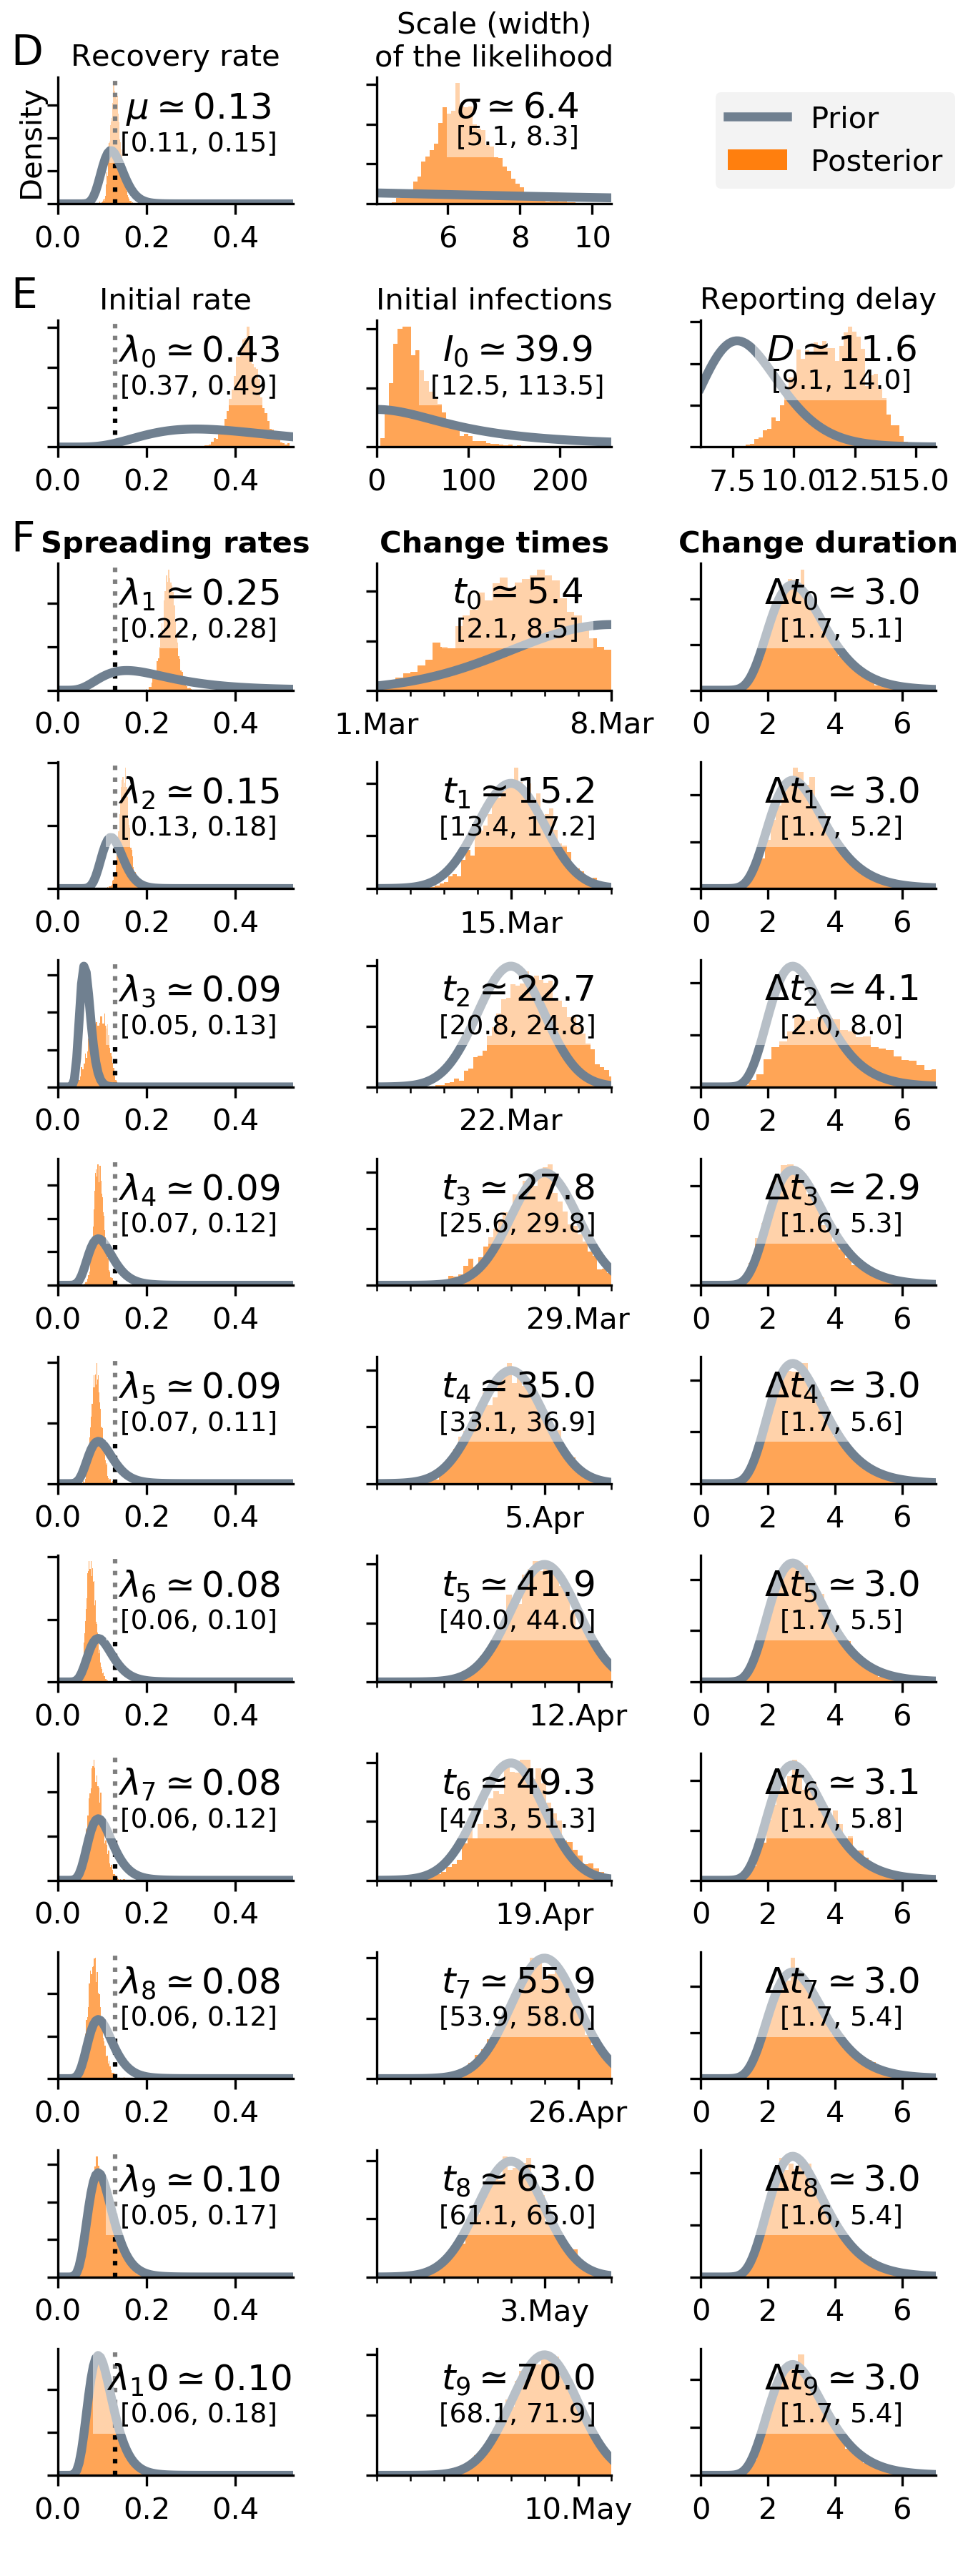 D
Recovery rate
Density
μ ≃ 0.13
[0.11, 0.15]
0.0 0.2 0.4
Scale (width)
of the likelihood
σ ≃ 6.4
[5.1, 8.3]
6 8 10
Prior
Posterior
E
Initial rate
λ0 ≃ 0.43
[0.37, 0.49]
0.0 0.2 0.4
Initial infections
I0 ≃ 39.9
[12.5, 113.5]
0 100 200
Reporting delay
D ≃ 11.6
[9.1, 14.0]
7.5 10.0 12.5 15.0
F
Spreading rates
Change times
Change duration
λ1 ≃ 0.25
[0.22, 0.28]
0.0 0.2 0.4
t0 ≃ 5.4
[2.1, 8.5]
1.Mar 8.Mar
Δt0 ≃ 3.0
[1.7, 5.1]
0 2 4 6
λ2 ≃ 0.15
[0.13, 0.18]
0.0 0.2 0.4
t1 ≃ 15.2
[13.4, 17.2]
15.Mar
Δt1 ≃ 3.0
[1.7, 5.2]
0 2 4 6
λ3 ≃ 0.09
[0.05, 0.13]
0.0 0.2 0.4
t2 ≃ 22.7
[20.8, 24.8]
22.Mar
Δt2 ≃ 4.1
[2.0, 8.0]
0 2 4 6
λ4 ≃ 0.09
[0.07, 0.12]
0.0 0.2 0.4
t3 ≃ 27.8
[25.6, 29.8]
29.Mar
Δt3 ≃ 2.9
[1.6, 5.3]
0 2 4 6
λ5 ≃ 0.09
[0.07, 0.11]
0.0 0.2 0.4
t4 ≃ 35.0
[33.1, 36.9]
5.Apr
Δt4 ≃ 3.0
[1.7, 5.6]
0 2 4 6
λ6 ≃ 0.08
[0.06, 0.10]
0.0 0.2 0.4
t5 ≃ 41.9
[40.0, 44.0]
12.Apr
Δt5 ≃ 3.0
[1.7, 5.5]
0 2 4 6
λ7 ≃ 0.08
[0.06, 0.12]
0.0 0.2 0.4
t6 ≃ 49.3
[47.3, 51.3]
19.Apr
Δt6 ≃ 3.1
[1.7, 5.8]
0 2 4 6
λ8 ≃ 0.08
[0.06, 0.12]
0.0 0.2 0.4
t7 ≃ 55.9
[53.9, 58.0]
26.Apr
Δt7 ≃ 3.0
[1.7, 5.4]
0 2 4 6
λ9 ≃ 0.10
[0.05, 0.17]
0.0 0.2 0.4
t8 ≃ 63.0
[61.1, 65.0]
3.May
Δt8 ≃ 3.0
[1.6, 5.4]
0 2 4 6
λ10 ≃ 0.10
[0.06, 0.18]
0.0 0.2 0.4
t9 ≃ 70.0
[68.1, 71.9]
10.May
Δt9 ≃ 3.0
[1.7, 5.4]
0 2 4 6